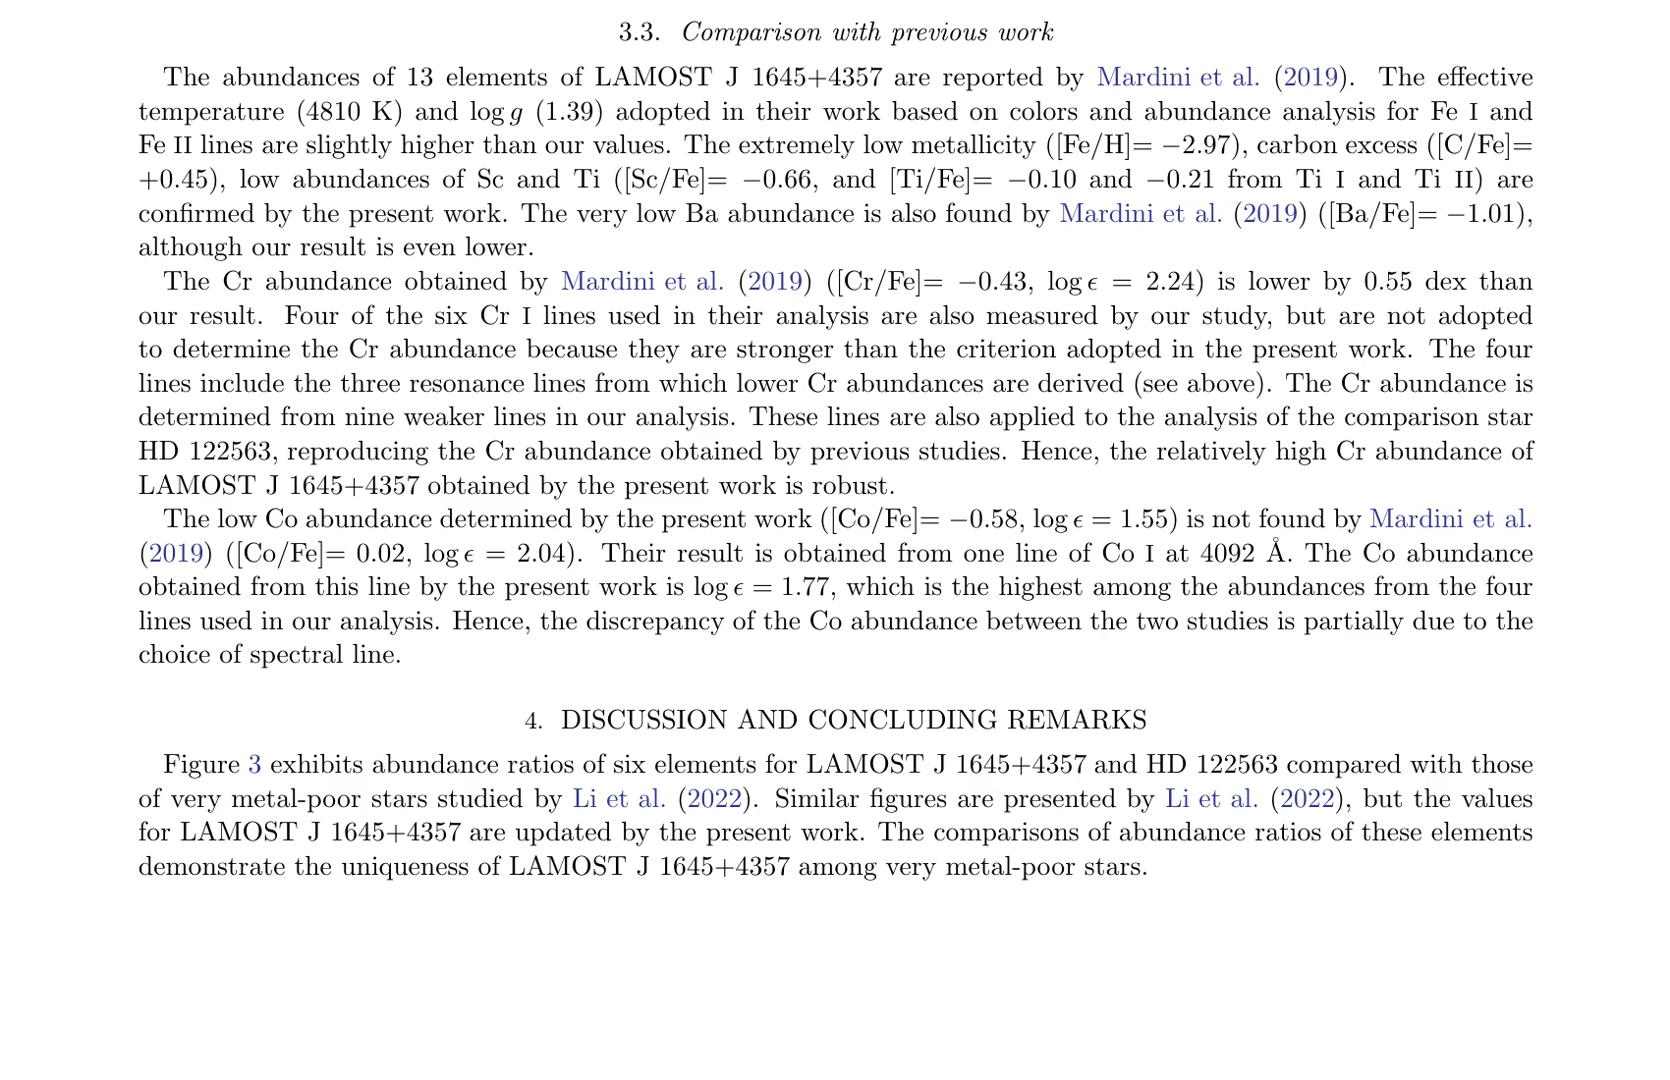 3.3. Comparison with previous work
The abundances of 13 elements of LAMOST J 1645+4357 are reported by Mardini et al. (2019). The effective
temperature (4810 K) and log g (1.39) adopted in their work based on colors and abundance analysis for Fe I and
Fe II lines are slightly higher than our values. The extremely low metallicity ([Fe/H]= −2.97), carbon excess ([C/Fe]=
+0.45), low abundances of Sc and Ti ([Sc/Fe]= −0.66, and [Ti/Fe]= −0.10 and −0.21 from Ti I and Ti II) are
confirmed by the present work. The very low Ba abundance is also found by Mardini et al. (2019) ([Ba/Fe]= −1.01),
although our result is even lower.
The Cr abundance obtained by Mardini et al. (2019) ([Cr/Fe]= −0.43, log ϵ = 2.24) is lower by 0.55 dex than
our result. Four of the six Cr I lines used in their analysis are also measured by our study, but are not adopted
to determine the Cr abundance because they are stronger than the criterion adopted in the present work. The four
lines include the three resonance lines from which lower Cr abundances are derived (see above). The Cr abundance is
determined from nine weaker lines in our analysis. These lines are also applied to the analysis of the comparison star
HD 122563, reproducing the Cr abundance obtained by previous studies. Hence, the relatively high Cr abundance of
LAMOST J 1645+4357 obtained by the present work is robust.
The low Co abundance determined by the present work ([Co/Fe]= −0.58, log ϵ = 1.55) is not found by Mardini et al.
(2019) ([Co/Fe]= 0.02, log ϵ = 2.04). Their result is obtained from one line of Co I at 4092 Å. The Co abundance
obtained from this line by the present work is log ϵ = 1.77, which is the highest among the abundances from the four
lines used in our analysis. Hence, the discrepancy of the Co abundance between the two studies is partially due to the
choice of spectral line.
4. DISCUSSION AND CONCLUDING REMARKS
Figure 3 exhibits abundance ratios of six elements for LAMOST J 1645+4357 and HD 122563 compared with those
of very metal-poor stars studied by Li et al. (2022). Similar figures are presented by Li et al. (2022), but the values
for LAMOST J 1645+4357 are updated by the present work. The comparisons of abundance ratios of these elements
demonstrate the uniqueness of LAMOST J 1645+4357 among very metal-poor stars.